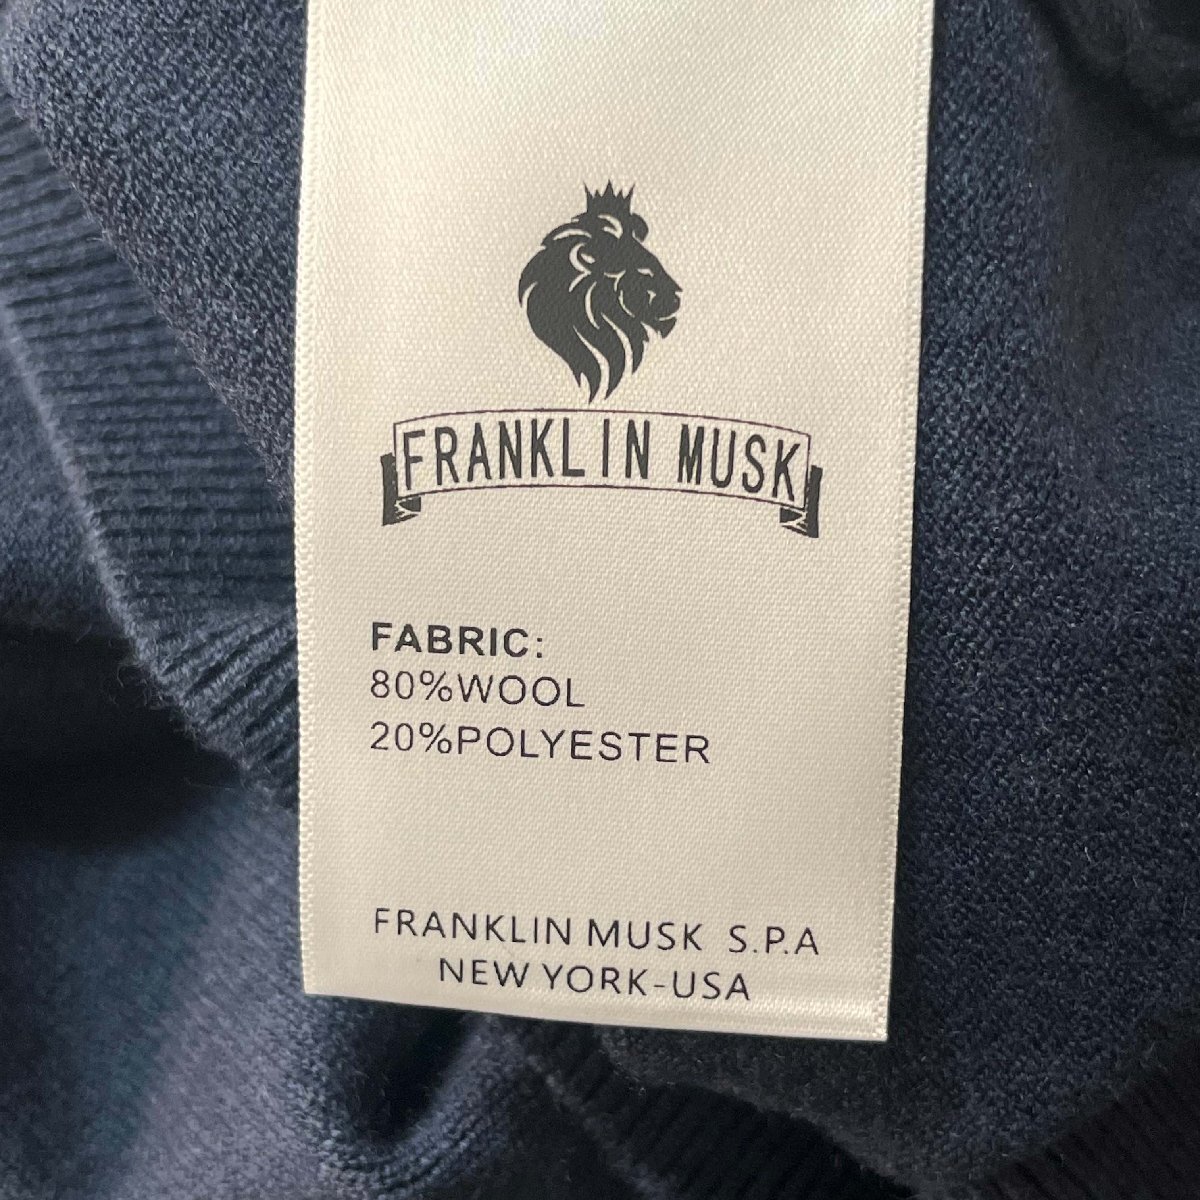 FRANKLIN MUSK
FABRIC:
80%WOOL
20%POLYESTER
FRANKLIN MUSK S.P.A
NEW YORK-USA